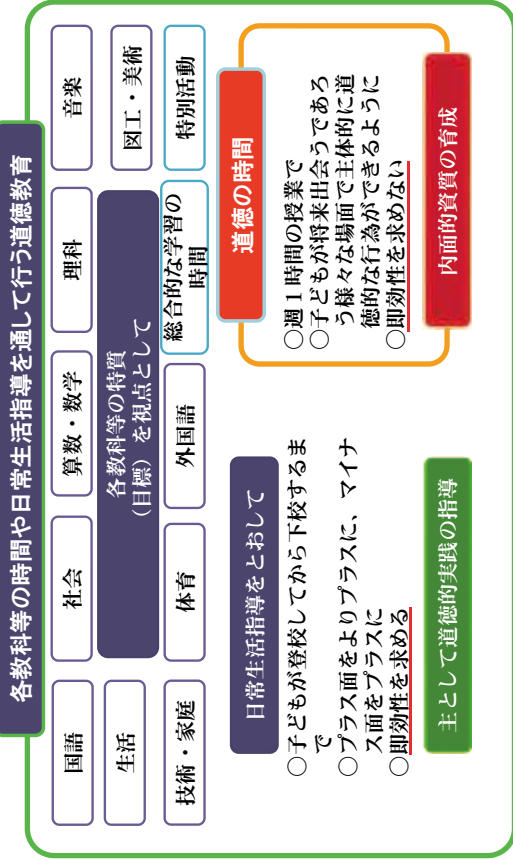 各教科等の時間や日常生活指導を通して行う道徳教育
国語
社会
算数・数学
理科
音楽
生活
各教科等の特質
（目標）を視点として
図工・美術
技術・家庭
体育
外国語
総合的な学習の
時間
特別活動
日常生活指導をとおして
○子どもが登校してから下校するま
で
○プラス面をよりプラスに、マイナ
ス面をプラスに
○即効性を求める
主として道徳的実践の指導
道徳の時間
○週１時間の授業で
○子どもが将来出会うであろ
う様々な場面で主体的に道
徳的な行為ができるように
○即効性を求めない
内面的資質の育成